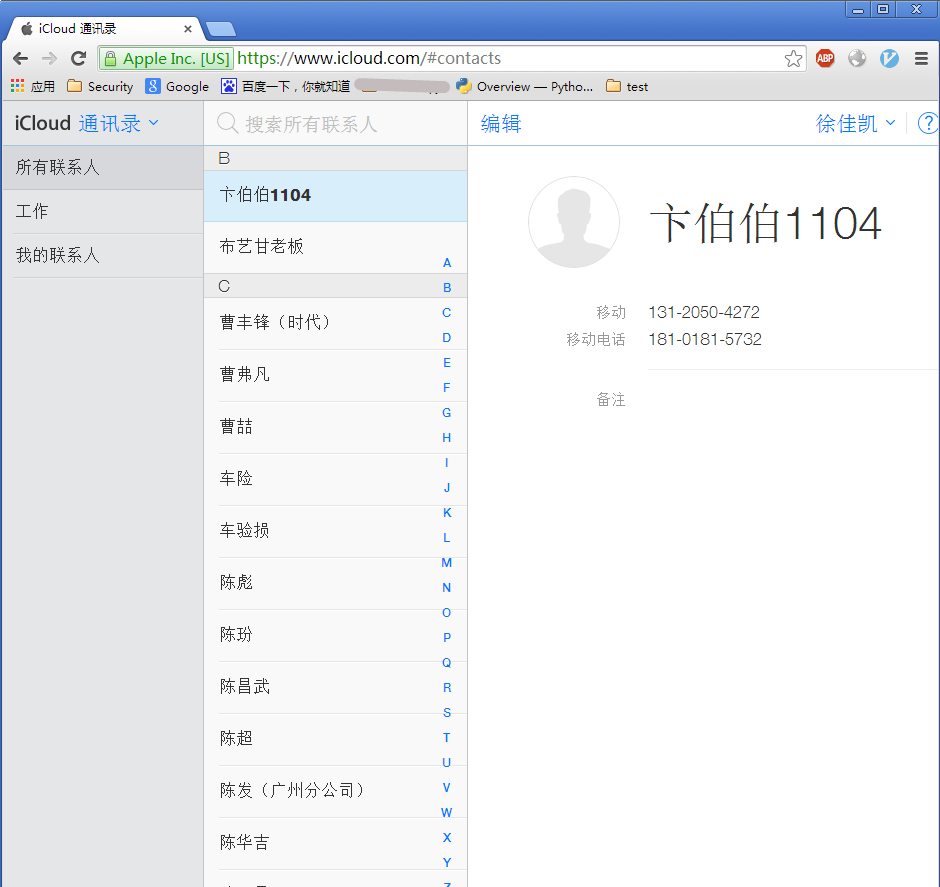 iCloud 通讯录
Apple Inc. [US] https://www.icloud.com/#contacts
ABP
应用 Security Google 百度一下，你就知道 Overview — Pytho... test
iCloud 通讯录
所有联系人
工作
我的联系人
搜索所有联系人
B
卞伯伯1104
布艺甘老板
C
曹丰锋（时代）
曹弗凡
曹喆
车险
车验损
陈彪
陈玢
陈昌武
陈超
陈发（广州分公司）
陈华吉
A
B
C
D
E
F
G
H
I
J
K
L
M
N
O
P
Q
R
S
T
U
V
W
X
Y
Z
编辑 徐佳凯 ?
卞伯伯1104
移动 131-2050-4272
移动电话 181-0181-5732
备注